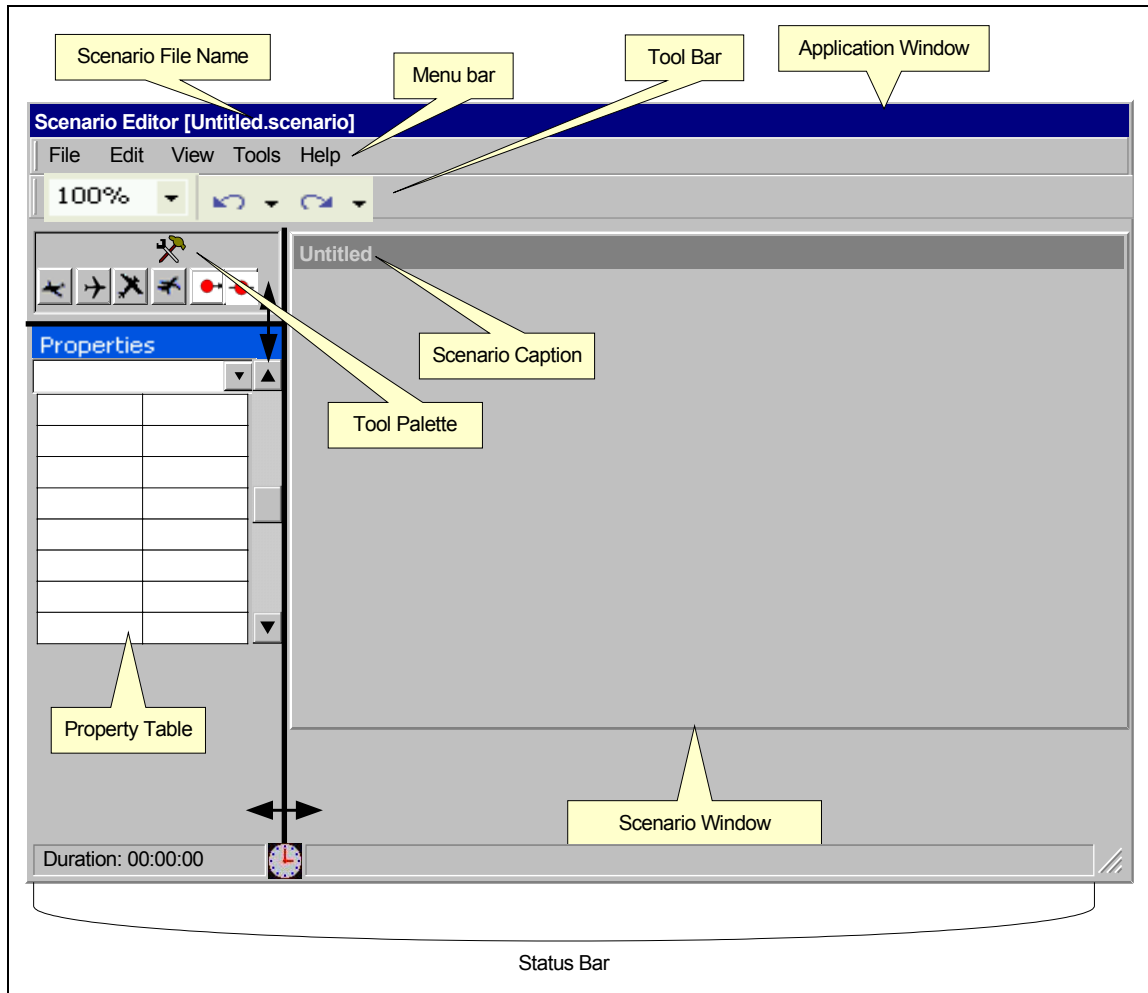 Scenario File Name
Menu bar
Tool Bar
Application Window
Scenario Editor [Untitled.scenario]
File Edit View Tools Help
100%
Untitled
Properties
Scenario Caption
Tool Palette
Property Table
Scenario Window
Duration: 00:00:00
Status Bar